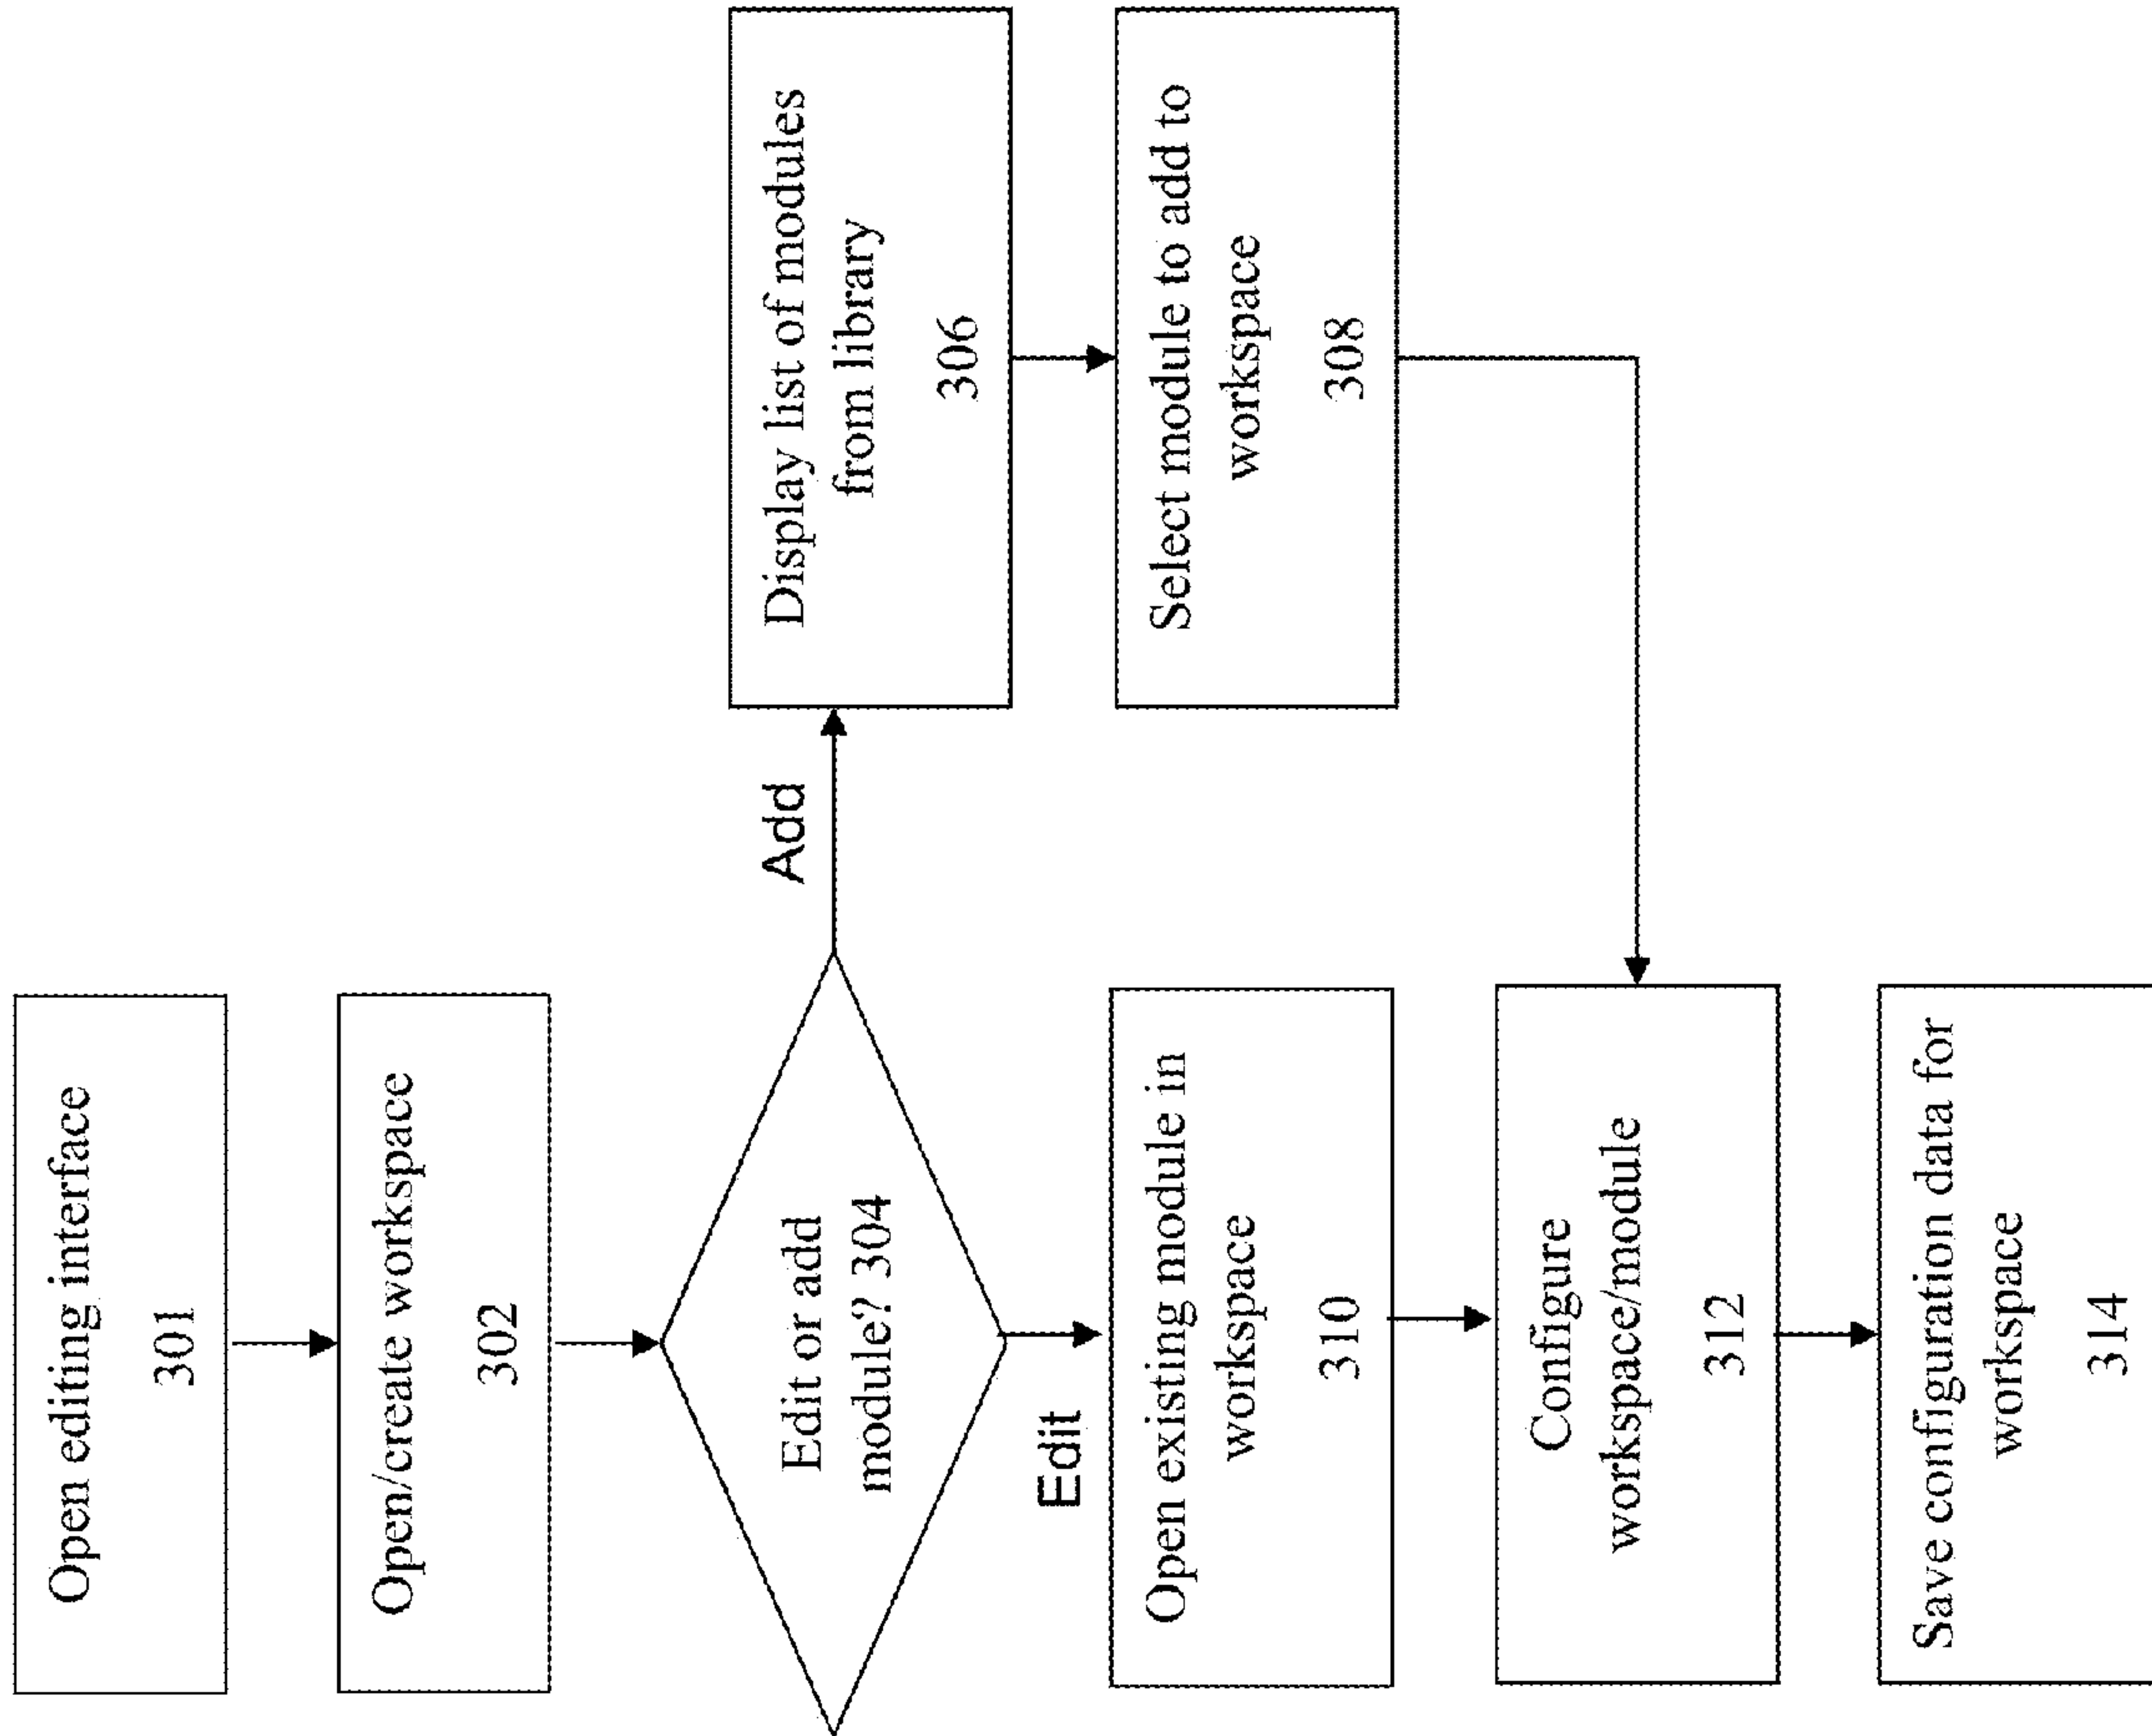 Open editing interface
301
Open/create workspace
302
Edit or add
module? 304
Add
Display list of modules
from library
306
Select module to add to
workspace
308
Edit
Open existing module in
workspace
310
Configure
workspace/module
312
Save configuration data for
workspace
314